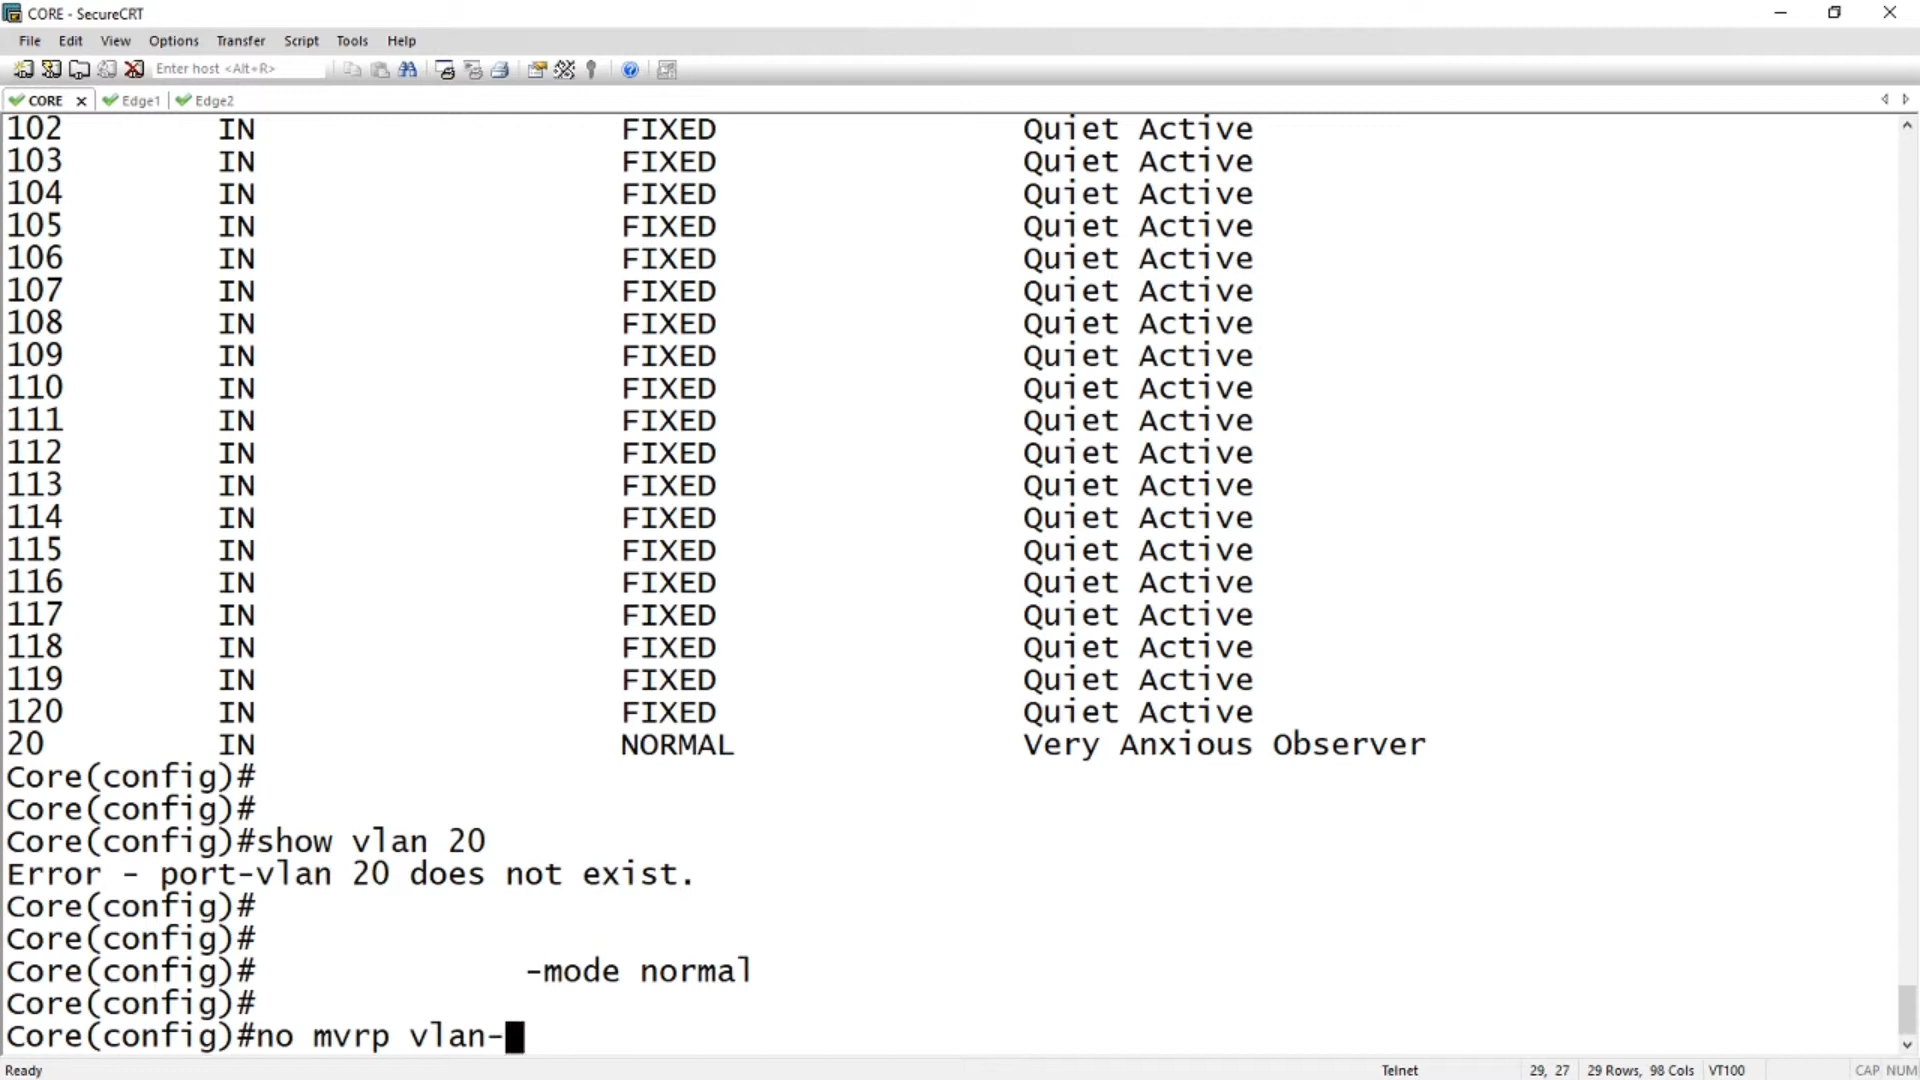 CORE - SecureCRT
File Edit View Options Transfer Script Tools Help
Enter host <Alt+R>
CORE Edge1 Edge2
102 IN FIXED Quiet Active
103 IN FIXED Quiet Active
104 IN FIXED Quiet Active
105 IN FIXED Quiet Active
106 IN FIXED Quiet Active
107 IN FIXED Quiet Active
108 IN FIXED Quiet Active
109 IN FIXED Quiet Active
110 IN FIXED Quiet Active
111 IN FIXED Quiet Active
112 IN FIXED Quiet Active
113 IN FIXED Quiet Active
114 IN FIXED Quiet Active
115 IN FIXED Quiet Active
116 IN FIXED Quiet Active
117 IN FIXED Quiet Active
118 IN FIXED Quiet Active
119 IN FIXED Quiet Active
120 IN FIXED Quiet Active
20 IN NORMAL Very Anxious Observer
Core(config)#
Core(config)#
Core(config)#show vlan 20
Error - port-vlan 20 does not exist.
Core(config)#
Core(config)#
Core(config)# -mode normal
Core(config)#
Core(config)#no mvrp vlan-
Ready Telnet 29, 27 29 Rows, 98 Cols VT100 CAP NUM